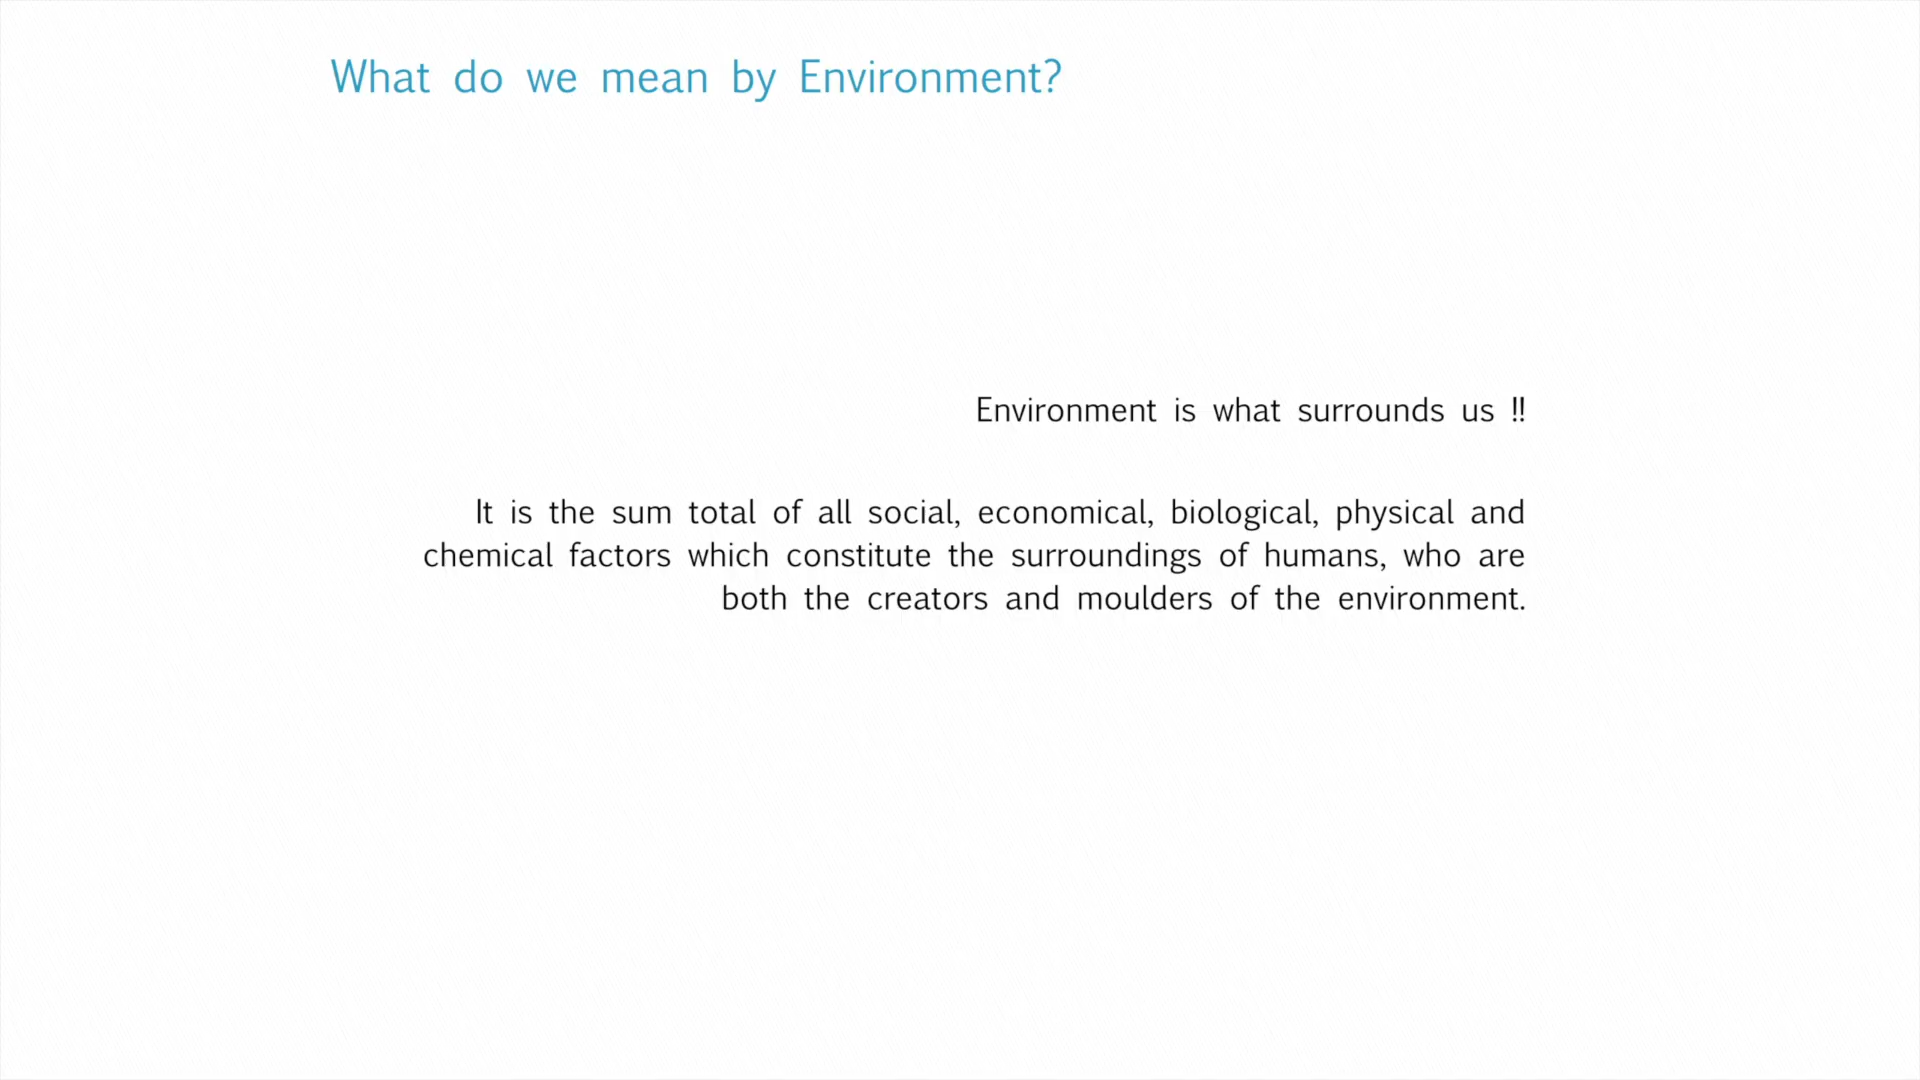 What do we mean by Environment?
Environment is what surrounds us !!
It is the sum total of all social, economical, biological, physical and
chemical factors which constitute the surroundings of humans, who are
both the creators and moulders of the environment.